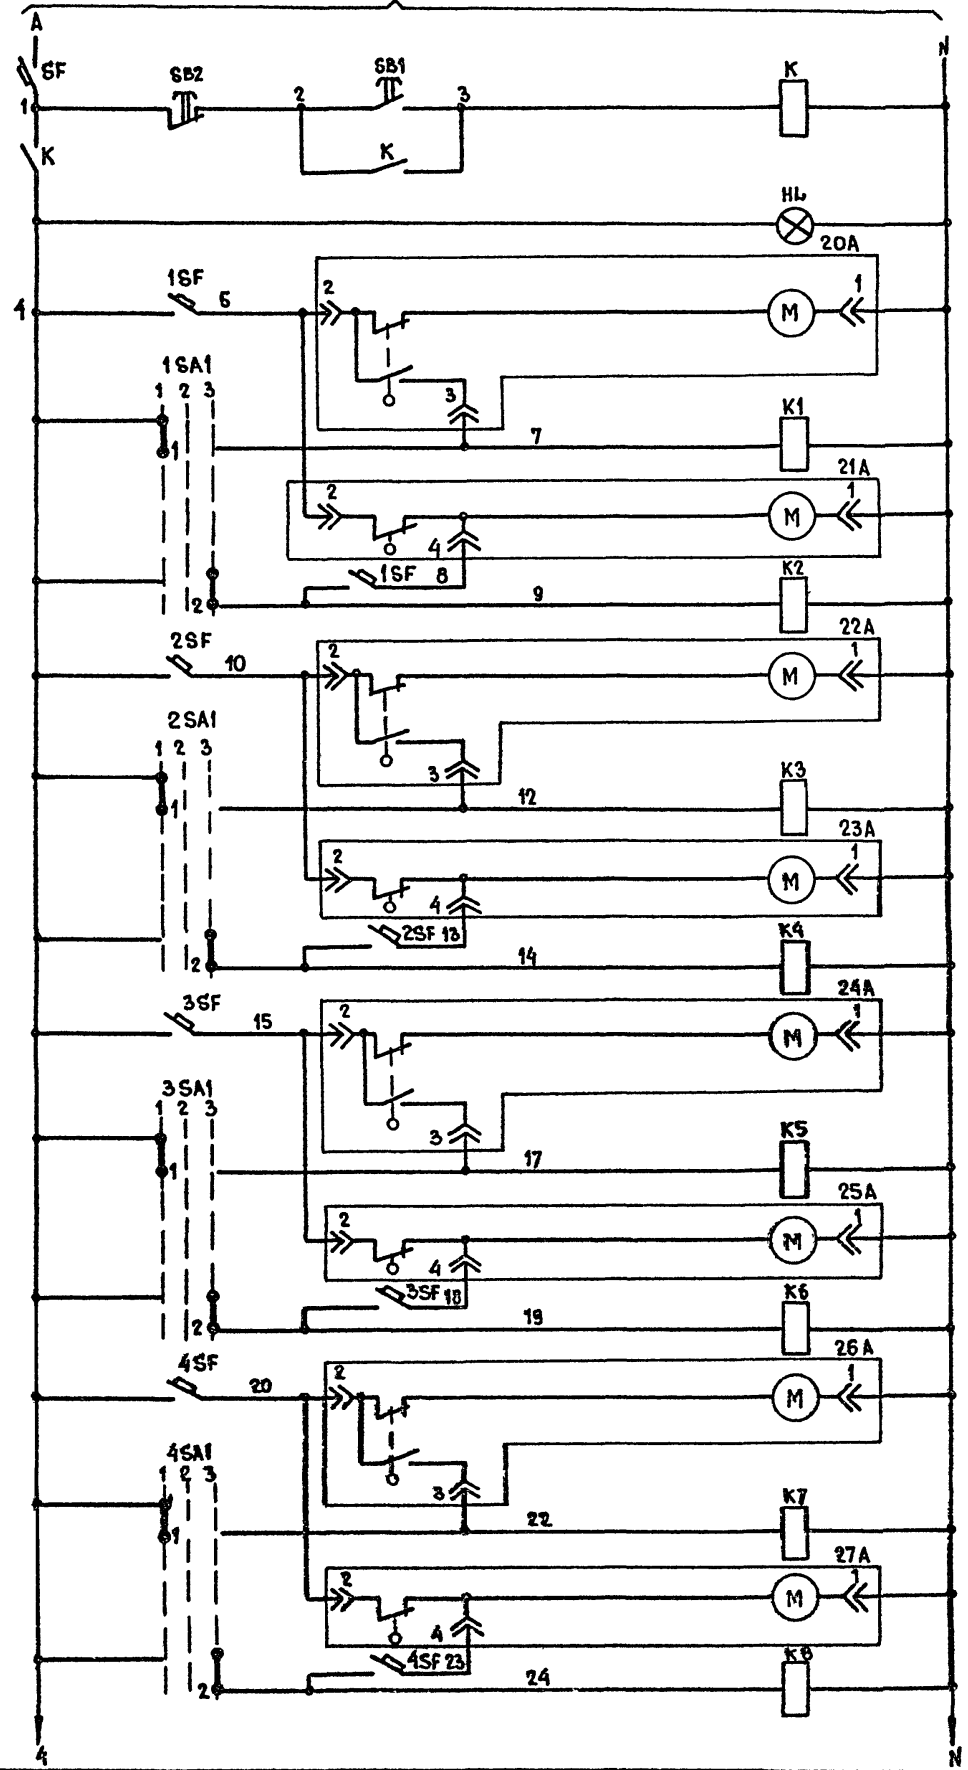 A N
SF
SB2 SB1 K
1 2 3
K K
HL
20A
1SF 5 2 1
4 M
1SA1
1 2 3 3 K1
1 7
21A
2 1
M
4
1SF 8 K2
2 9
2SF 22A
10 2 1
M
2SA1
1 2 3 3 K3
1 12
23A
2 1
M
4
2SF 13 K4
2 14
3SF 24A
15 2 1
M
3SA1
1 2 3 3 K5
1 17
25A
2 1
M
4
3SF 18 K6
2 19
4SF 26A
20 2 1
M
4SA1
1 2 3 3 K7
1 22
27A
2 1
M
4
4SF 23 K8
2 24
4 N